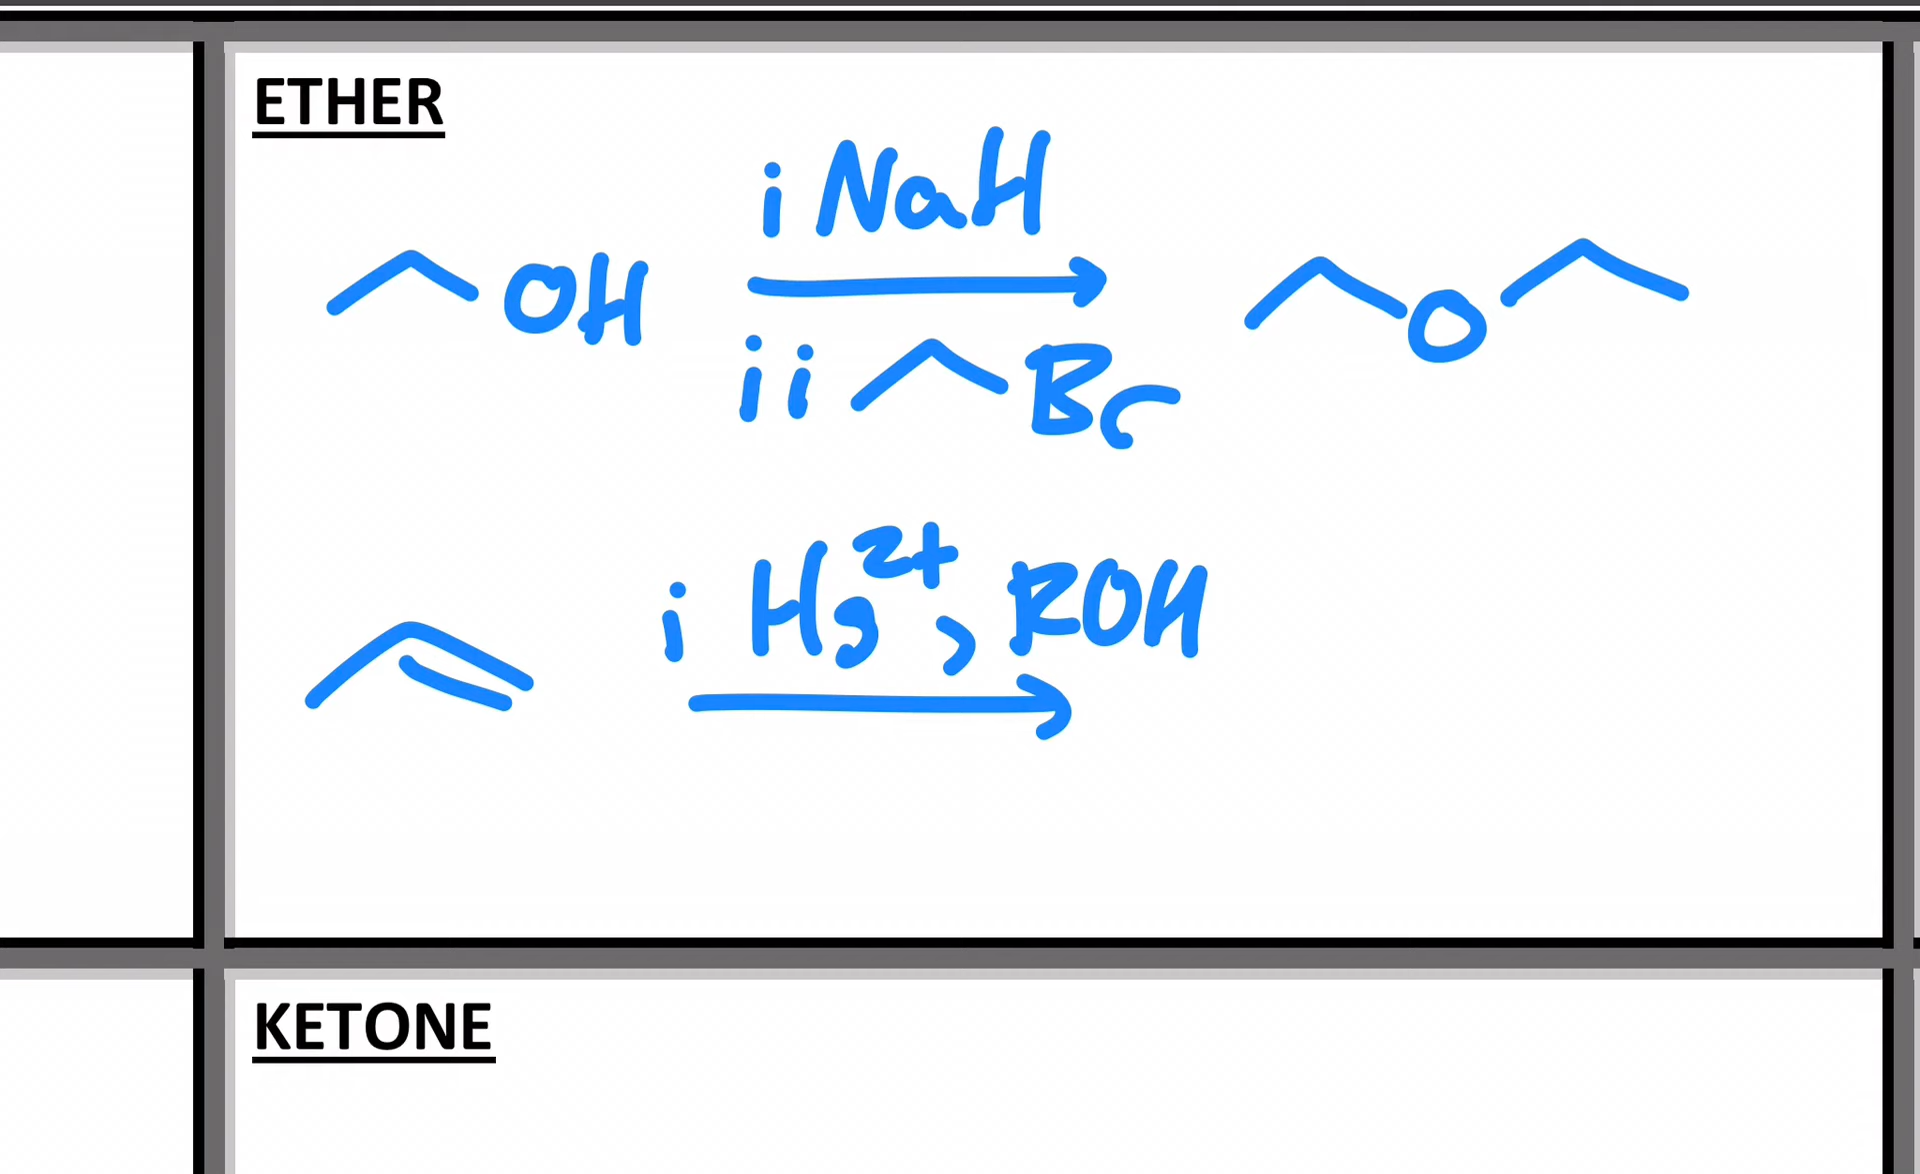 ETHER
i NaH
OH
O
ii Br
i Hg2+, ROH
KETONE